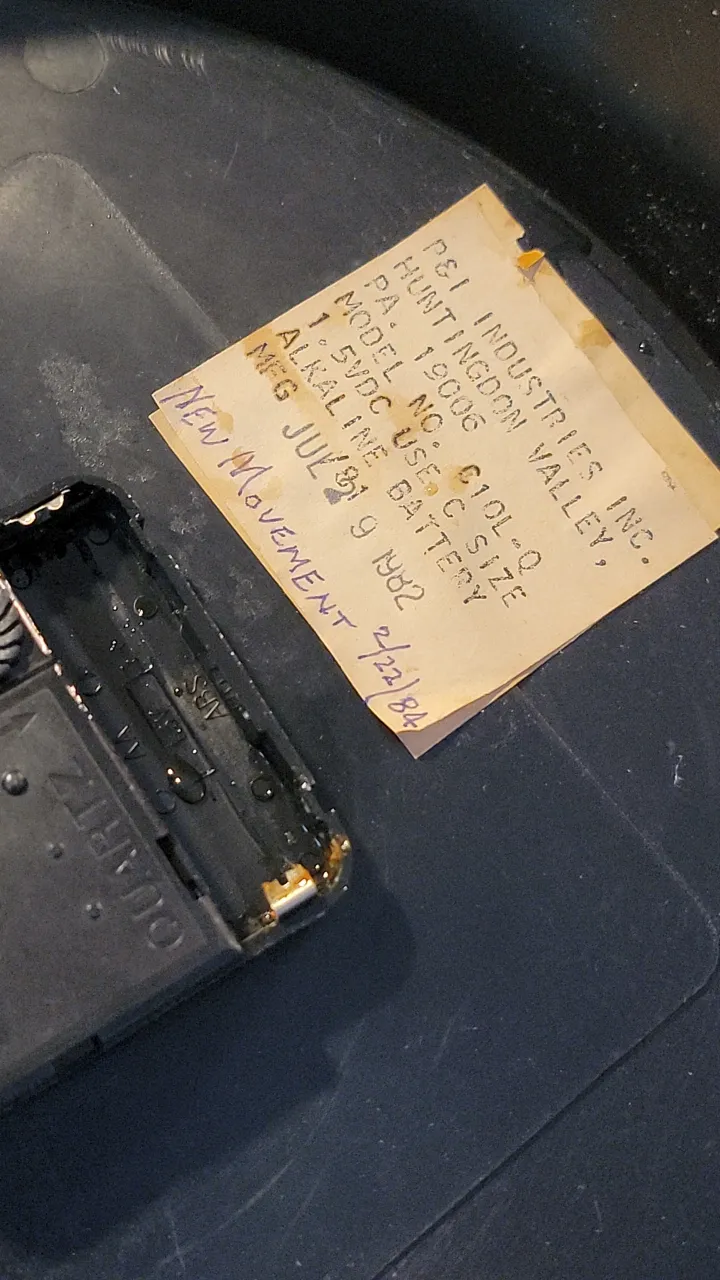 P&I INDUSTRIES INC.
HUNTINGDON VALLEY,
PA. 19006
MODEL NO. C10L-Q
1.5VDC USE C SIZE
ALKALINE BATTERY
MFG JUL 9 1982
NEW MOVEMENT 2/22/84
QUARTZ